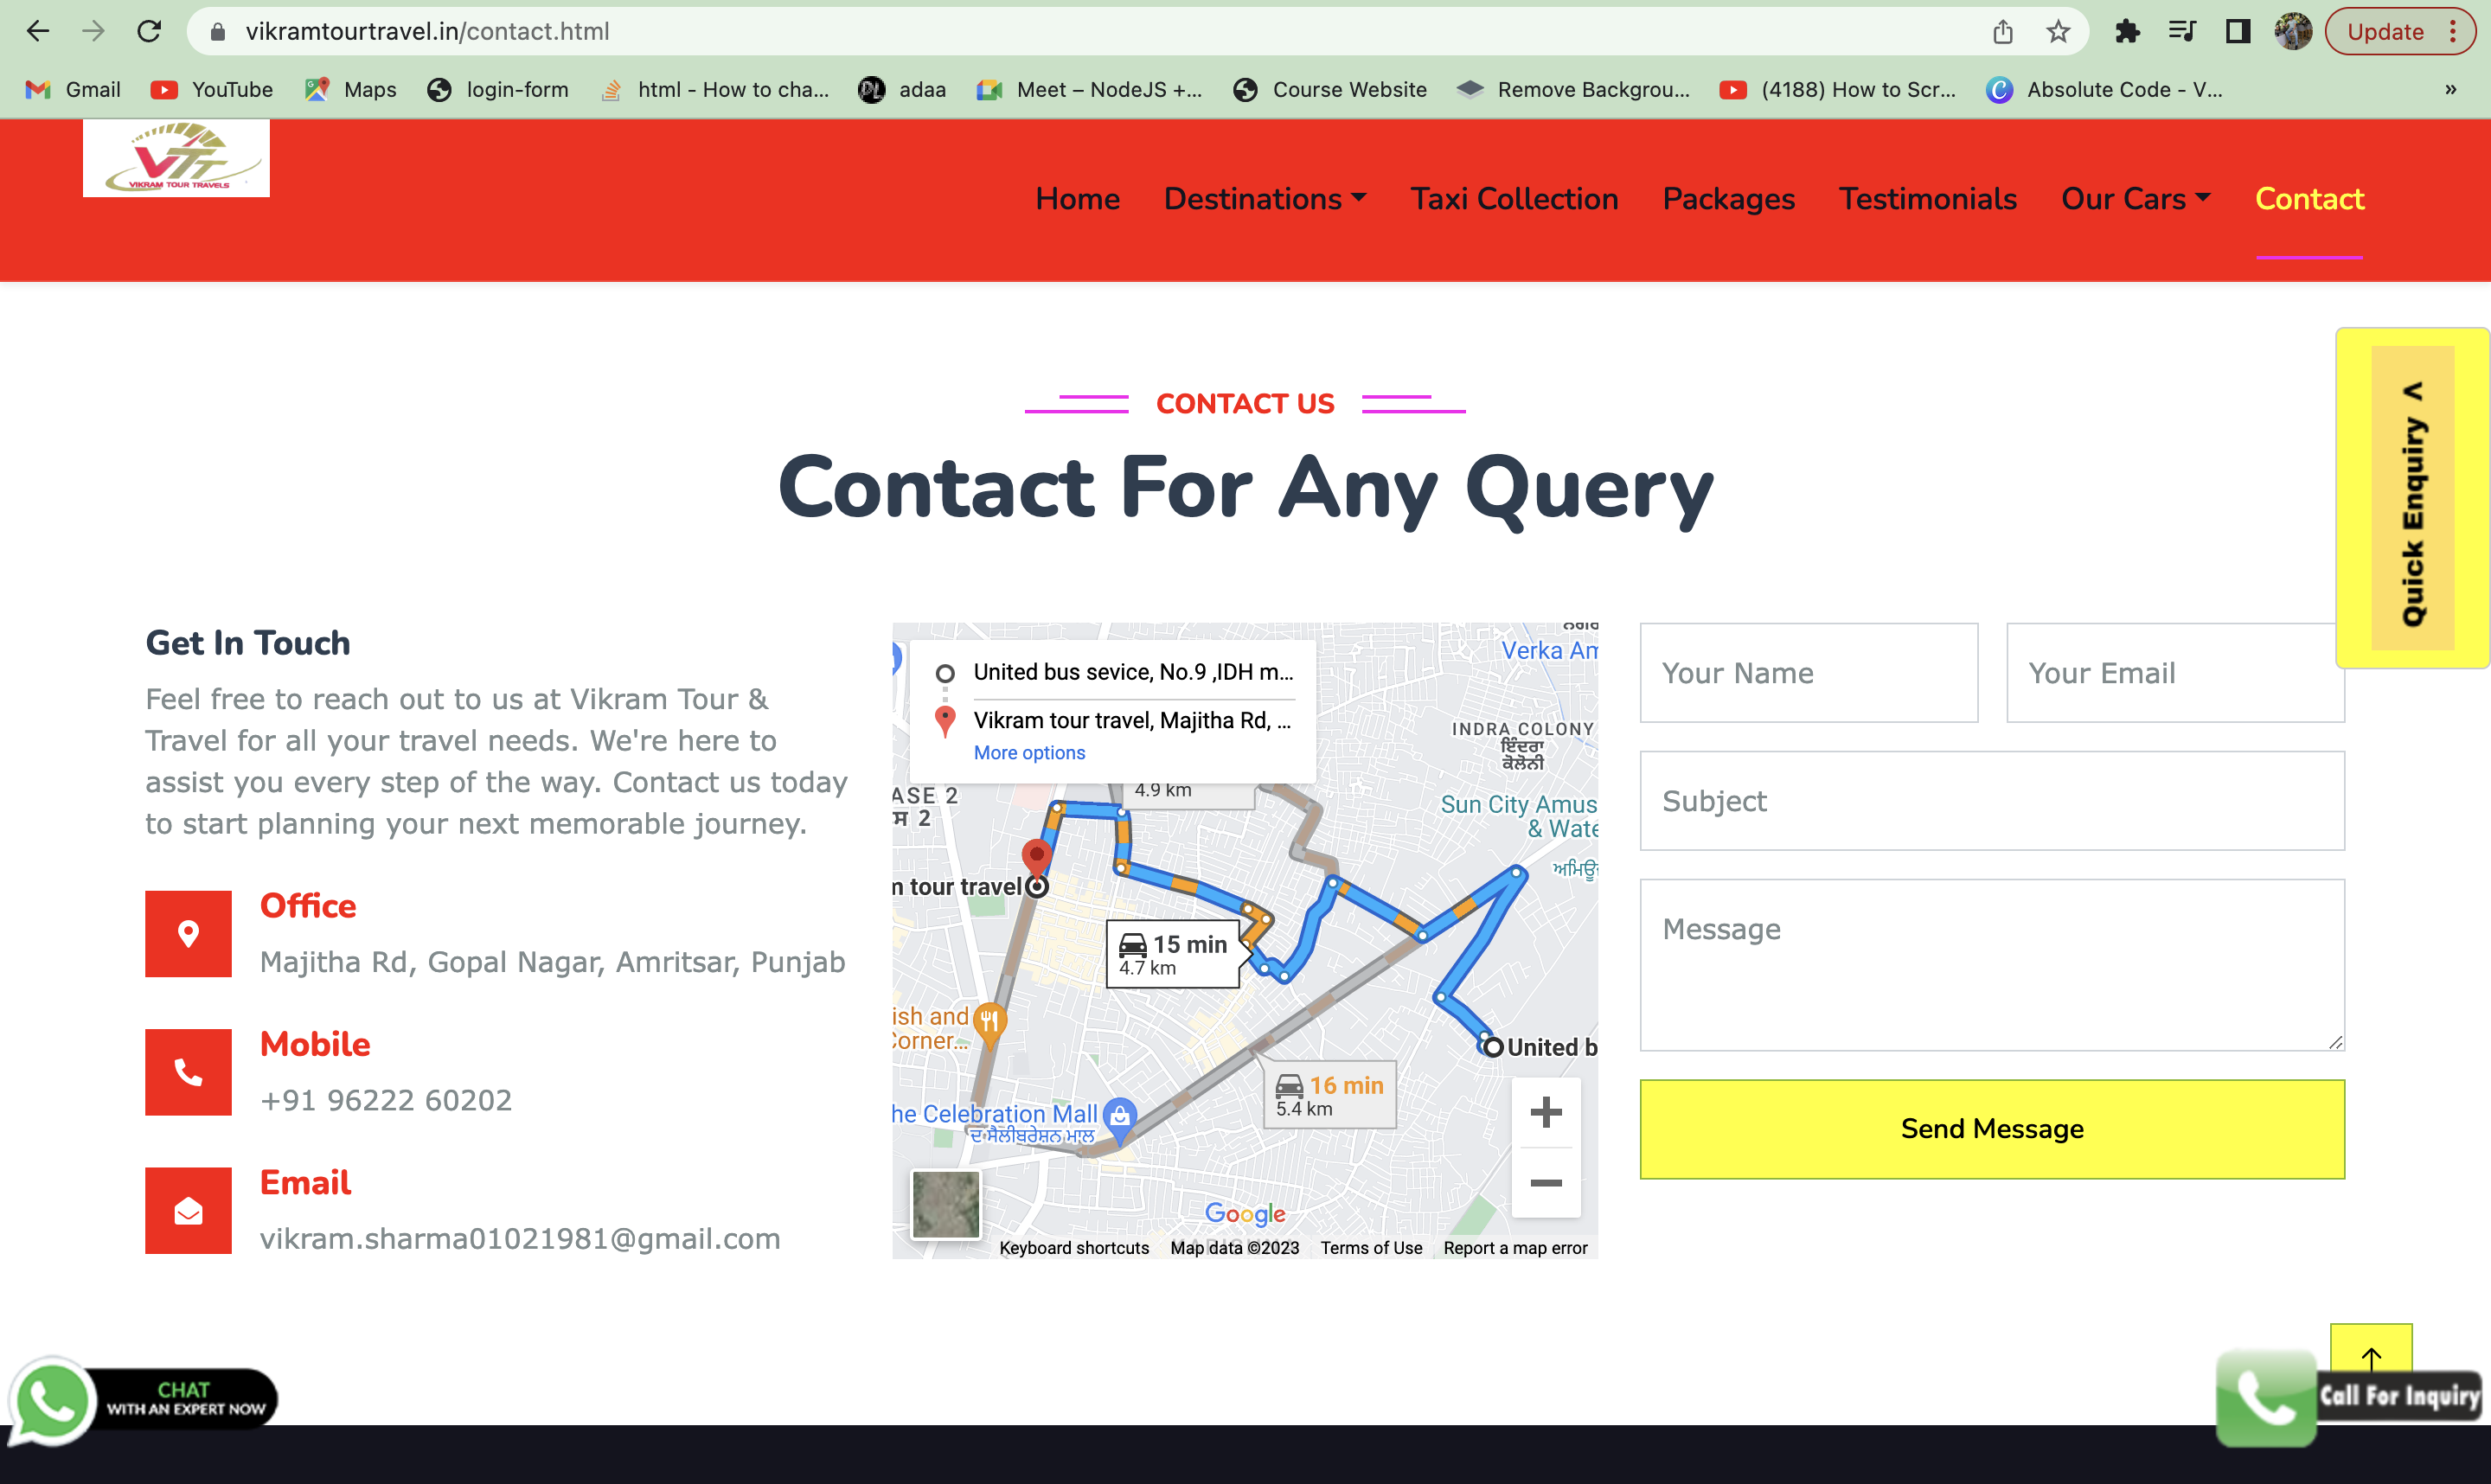 vikramtourtravel.in/contact.html
Update
Gmail
YouTube
Maps
login-form
html - How to cha...
adaa
Meet – NodeJS +...
Course Website
Remove Backgrou...
(4188) How to Scr...
Absolute Code - V...
»
VTT
VIKRAM TOUR TRAVELS
Home
Destinations
Taxi Collection
Packages
Testimonials
Our Cars
Contact
CONTACT US
Contact For Any Query
Quick Enquiry >
Get In Touch
Feel free to reach out to us at Vikram Tour &
Travel for all your travel needs. We're here to
assist you every step of the way. Contact us today
to start planning your next memorable journey.
Office
Majitha Rd, Gopal Nagar, Amritsar, Punjab
Mobile
+91 96222 60202
Email
vikram.sharma01021981@gmail.com
United bus sevice, No.9 ,IDH m...
Vikram tour travel, Majitha Rd, ...
More options
Verka Am
INDRA COLONY
ਇੰਦਰਾ
ਕੋਲੋਨੀ
4.9 km
ASE 2
ਸ 2
Sun City Amus
& Wate
n tour travel
15 min
4.7 km
ish and
Corner...
United b
16 min
5.4 km
he Celebration Mall
ਦ ਸੈਲੀਬਰੇਸ਼ਨ ਮਾਲ
Google
Keyboard shortcuts
Map data ©2023
Terms of Use
Report a map error
Your Name
Your Email
Subject
Message
Send Message
CHAT
WITH AN EXPERT NOW
Call For Inquiry